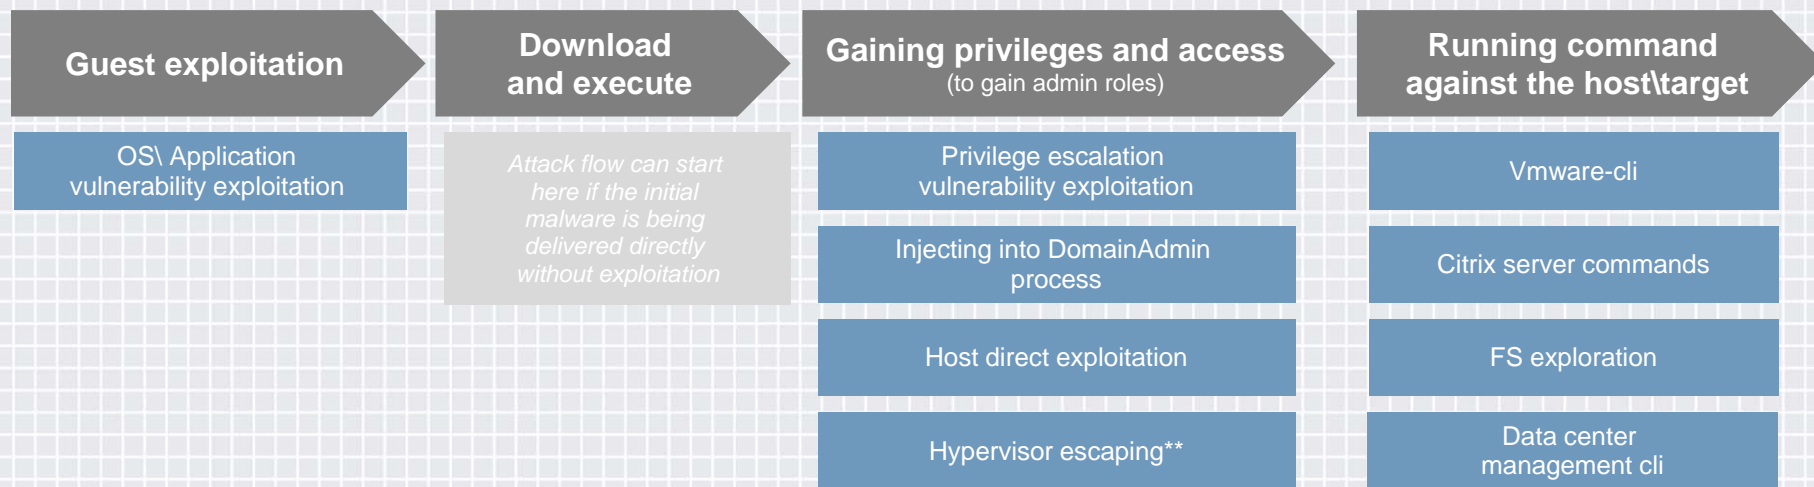 Guest exploitation
OS\ Application
vulnerability exploitation
Download
and execute
Attack flow can start
here if the initial
malware is being
delivered directly
without exploitation
Gaining privileges and access
(to gain admin roles)
Privilege escalation
vulnerability exploitation
Injecting into DomainAdmin
process
Host direct exploitation
Hypervisor escaping**
Running command
against the host\target
Vmware-cli
Citrix server commands
FS exploration
Data center
management cli